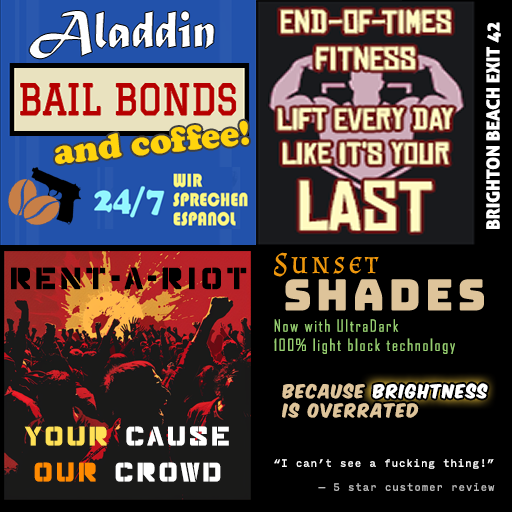 Aladdin
BAIL BONDS
and coffee!
24/7
WIR
SPRECHEN
ESPANOL
END-OF-TIMES
FITNESS
LIFT EVERY DAY
LIKE IT'S YOUR
LAST
BRIGHTON BEACH EXIT 42
RENT-A-RIOT
YOUR CAUSE
OUR CROWD
SUNSET
SHADES
Now with UltraDark
100% light block technology
BECAUSE BRIGHTNESS
IS OVERRATED
"I can't see a fucking thing!"
— 5 star customer review